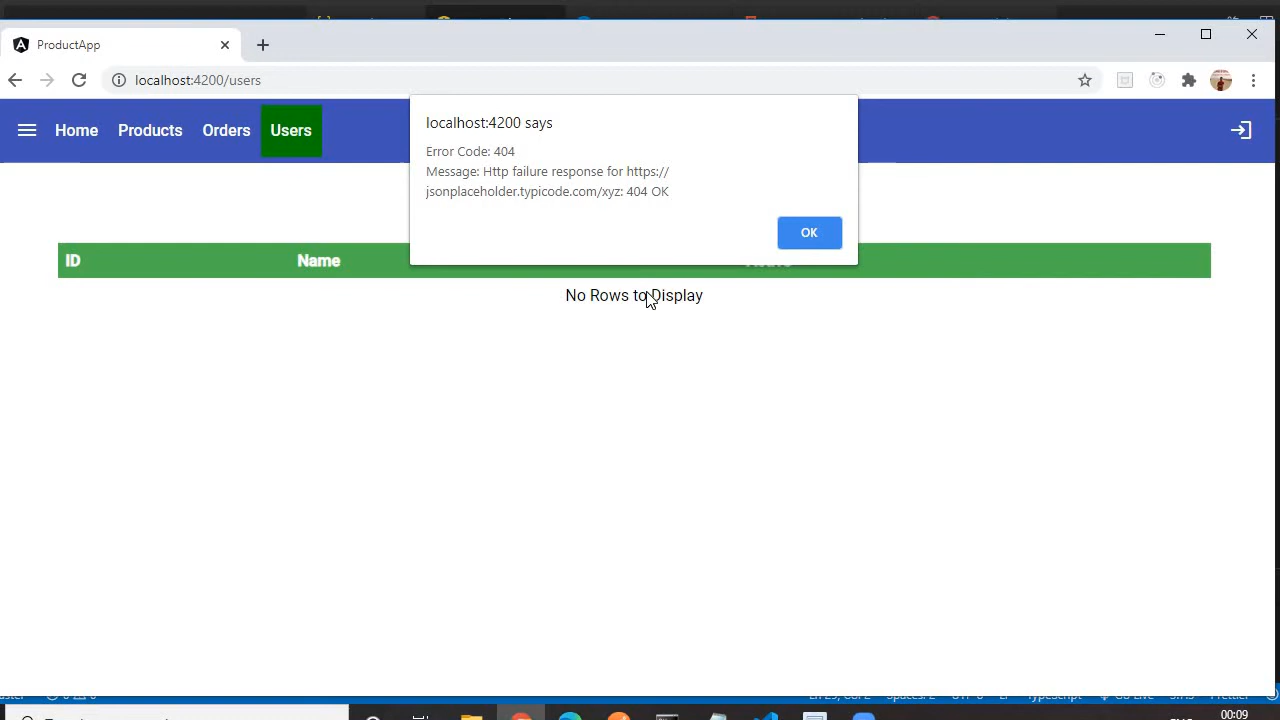 ProductApp
localhost:4200/users
Home Products Orders Users
localhost:4200 says
Error Code: 404
Message: Http failure response for https://
jsonplaceholder.typicode.com/xyz: 404 OK
OK
ID Name
No Rows to Display
00:09